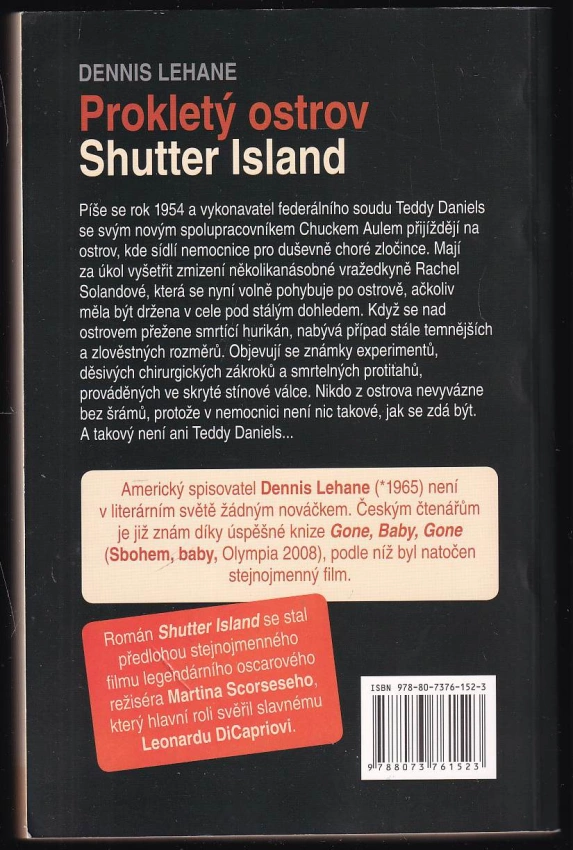 DENNIS LEHANE
Prokletý ostrov
Shutter Island
Píše se rok 1954 a vykonavatel federálního soudu Teddy Daniels
se svým novým spolupracovníkem Chuckem Aulem přijíždějí na
ostrov, kde sídlí nemocnice pro duševně choré zločince. Mají
za úkol vyšetřit zmizení několikanásobné vražedkyně Rachel
Solandové, která se nyní volně pohybuje po ostrově, ačkoliv
měla být držena v cele pod stálým dohledem. Když se nad
ostrovem přežene smrtící hurikán, nabývá případ stále temnějších
a zlověstných rozměrů. Objevují se známky experimentů,
děsivých chirurgických zákroků a smrtelných protitahů,
prováděných ve skryté stínové válce. Nikdo z ostrova nevyvázne
bez šrámů, protože v nemocnici není nic takové, jak se zdá být.
A takový není ani Teddy Daniels...
Americký spisovatel Dennis Lehane (*1965) není
v literárním světě žádným nováčkem. Českým čtenářům
je již znám díky úspěšné knize Gone, Baby, Gone
(Sbohem, baby, Olympia 2008), podle níž byl natočen
stejnojmenný film.
Román Shutter Island se stal
předlohou stejnojmenného
filmu legendárního oscarového
režiséra Martina Scorseseho,
který hlavní roli svěřil slavnému
Leonardu DiCapriovi.
ISBN 978-80-7376-152-3
9 788073 761523